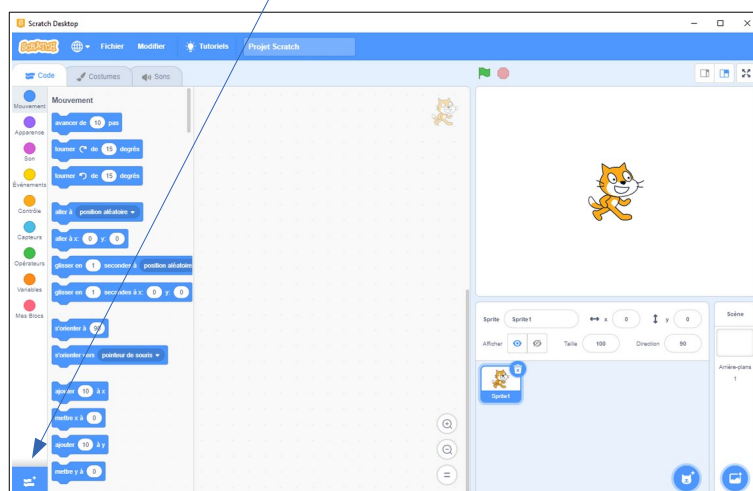 Scratch Desktop
SCRATCH Fichier Modifier Tutoriels Projet Scratch
Code Costumes Sons
Mouvement
Apparence
Son
Événements
Contrôle
Capteurs
Opérateurs
Variables
Mes Blocs
Mouvement
avancer de 10 pas
tourner de 15 degrés
tourner de 15 degrés
aller à position aléatoire
aller à x: 0 y: 0
glisser en 1 secondes à position aléatoire
glisser en 1 secondes à x: 0 y: 0
s'orienter à 90
s'orienter vers pointeur de souris
ajouter 10 à x
mettre x à 0
ajouter 10 à y
mettre y à 0
Sprite Sprite1 x 0 y 0
Afficher Taille 100 Direction 90
Sprite1
Scène
Arrière-plans
1